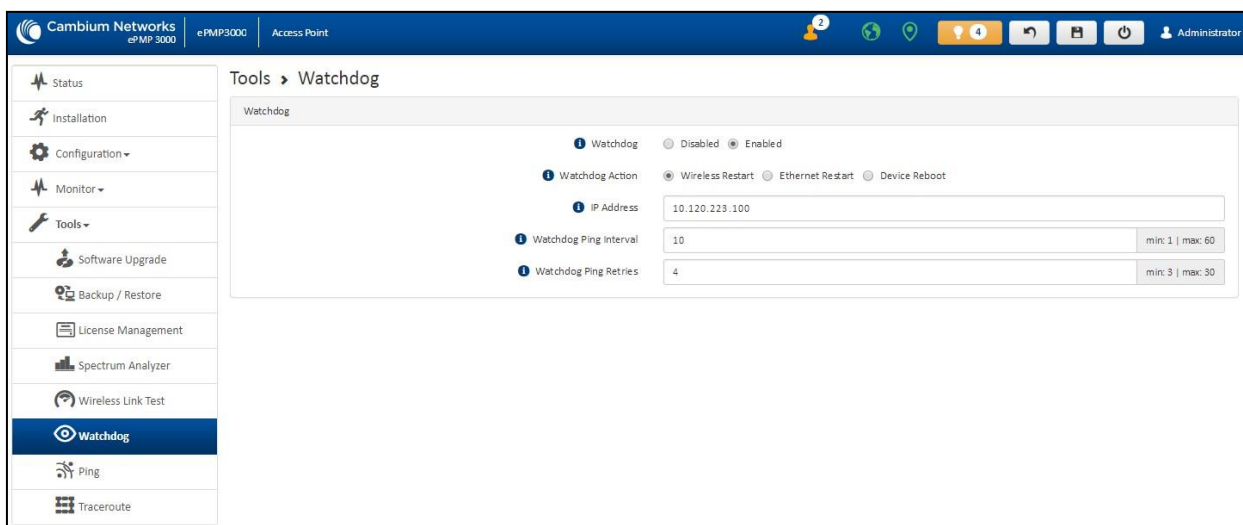 Cambium Networks
ePMP 3000
ePMP3000
Access Point
2
4
Administrator
Status
Installation
Configuration
Monitor
Tools
Software Upgrade
Backup / Restore
License Management
Spectrum Analyzer
Wireless Link Test
Watchdog
Ping
Traceroute
Tools > Watchdog
Watchdog
Watchdog Disabled Enabled
Watchdog Action Wireless Restart Ethernet Restart Device Reboot
IP Address 10.120.223.100
Watchdog Ping Interval 10 min: 1 | max: 60
Watchdog Ping Retries 4 min: 3 | max: 30